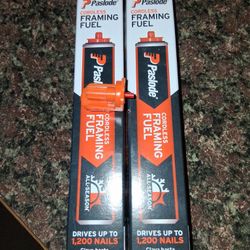 Paslode
CORDLESS
FRAMING
FUEL
Paslode
CORDLESS
FRAMING
FUEL
ALL SEASON
DRIVES UP TO
1,200 NAILS
Paslode
CORDLESS
FRAMING
FUEL
Paslode
CORDLESS
FRAMING
FUEL
ALL SEASON
DRIVES UP TO
1,200 NAILS